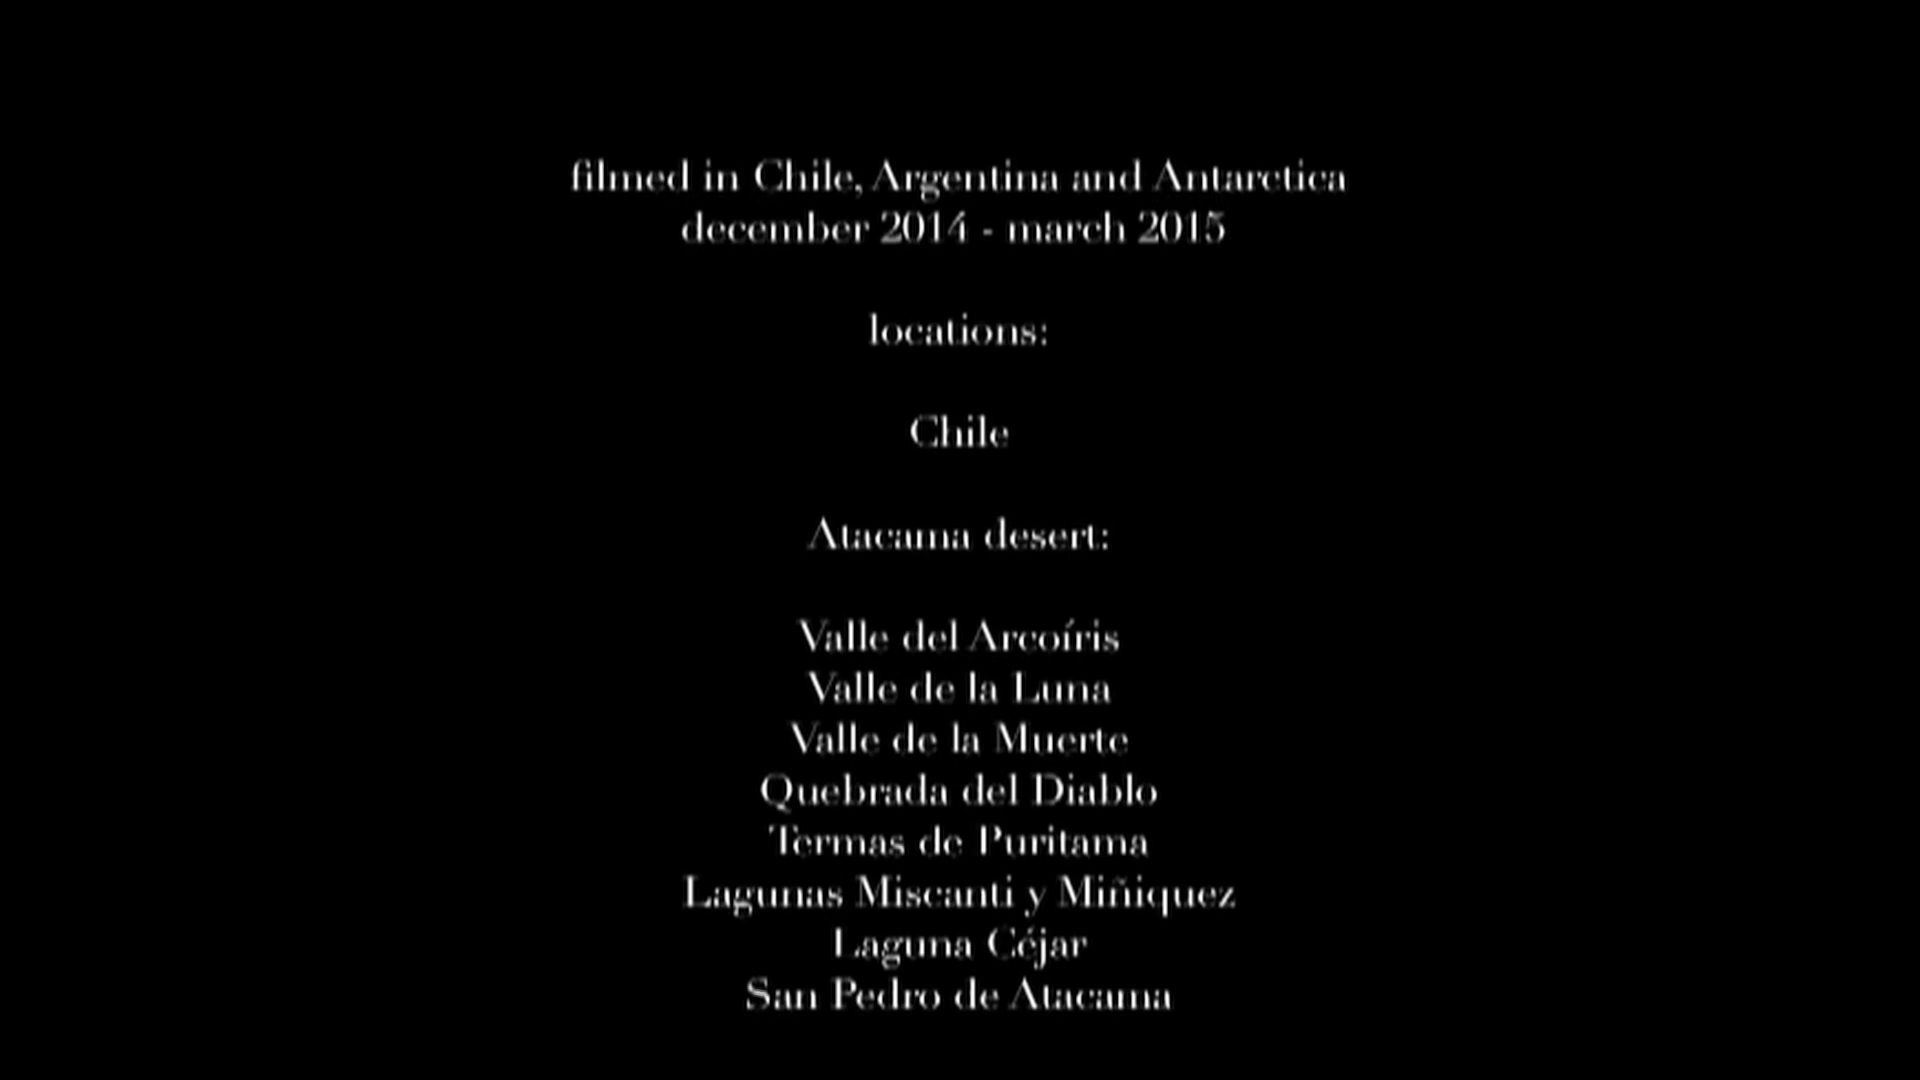 filmed in Chile, Argentina and Antarctica
december 2014 - march 2015
locations:
Chile
Atacama desert:
Valle del Arcoíris
Valle de la Luna
Valle de la Muerte
Quebrada del Diablo
Termas de Puritama
Lagunas Miscanti y Miñiquez
Laguna Céjar
San Pedro de Atacama